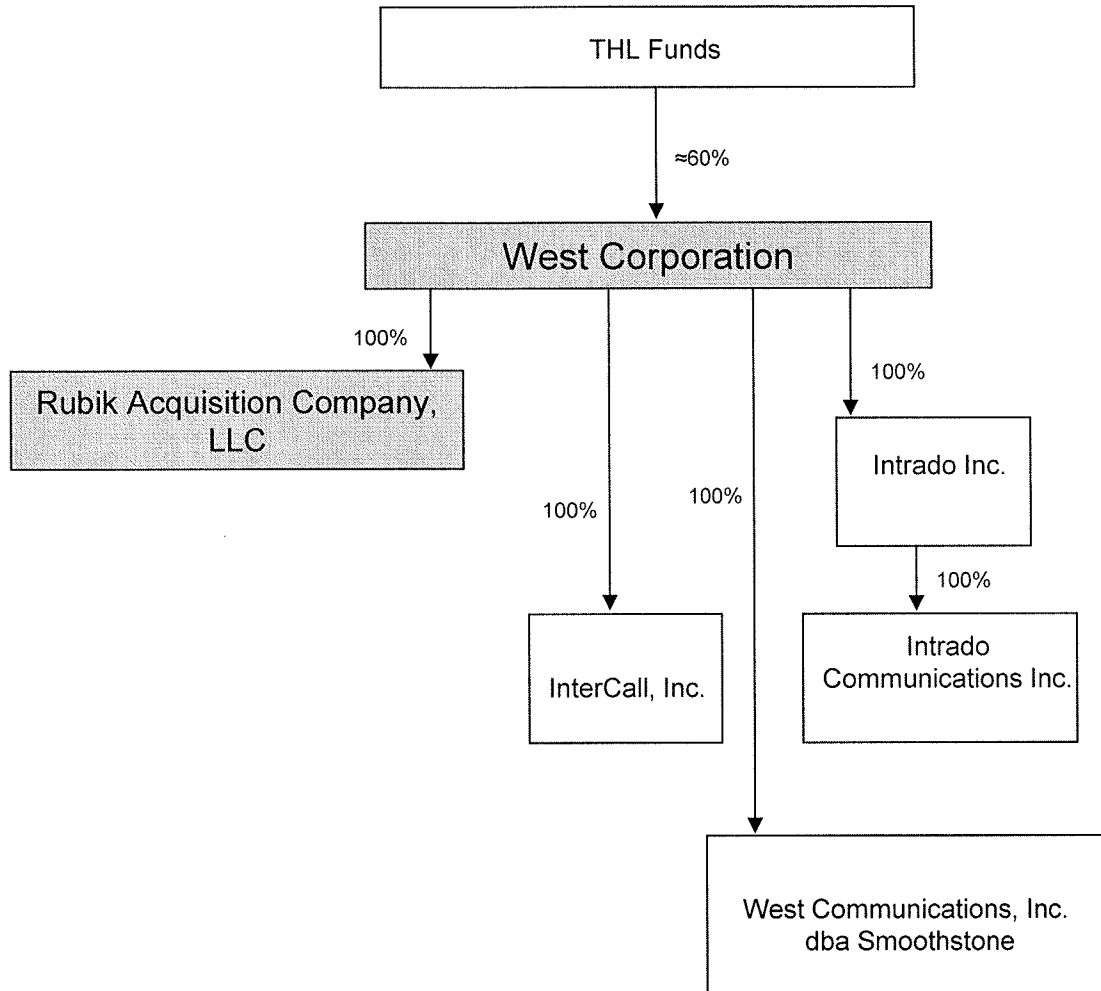 THL Funds
≈60%
West Corporation
100%
Rubik Acquisition Company,
LLC
100%
Intrado Inc.
100%
100%
100%
InterCall, Inc.
Intrado
Communications Inc.
West Communications, Inc.
dba Smoothstone